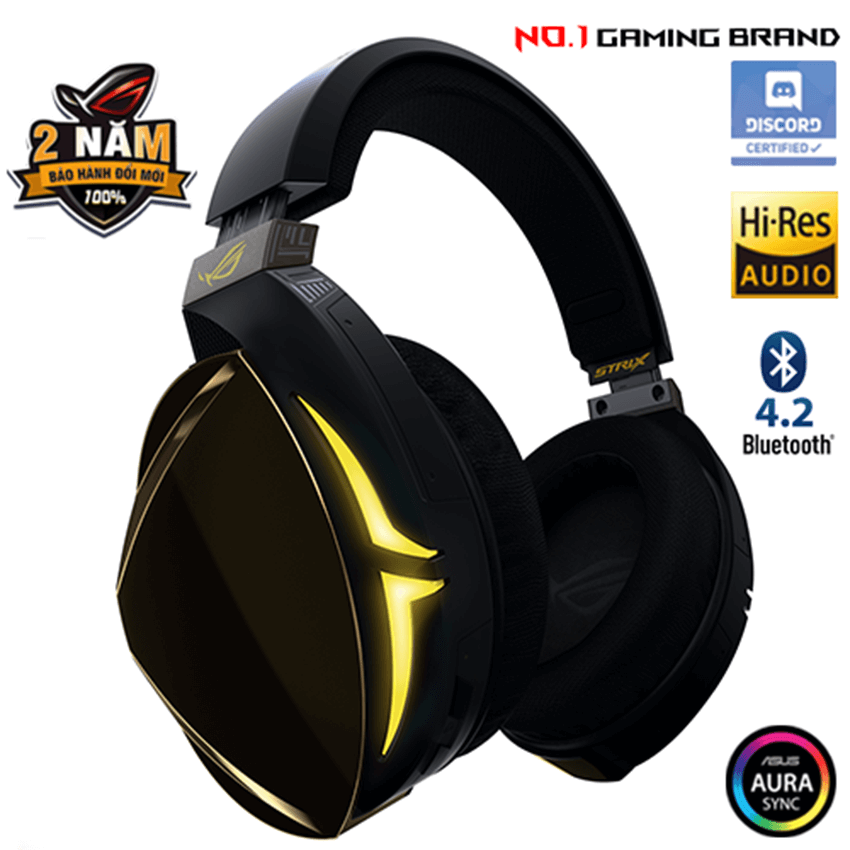 NO.1 GAMING BRAND
2 NĂM
BẢO HÀNH ĐỔI MỚI
100%
DISCORD
CERTIFIED
Hi-Res
AUDIO
STRIX
4.2
Bluetooth®
ASUS
AURA
SYNC